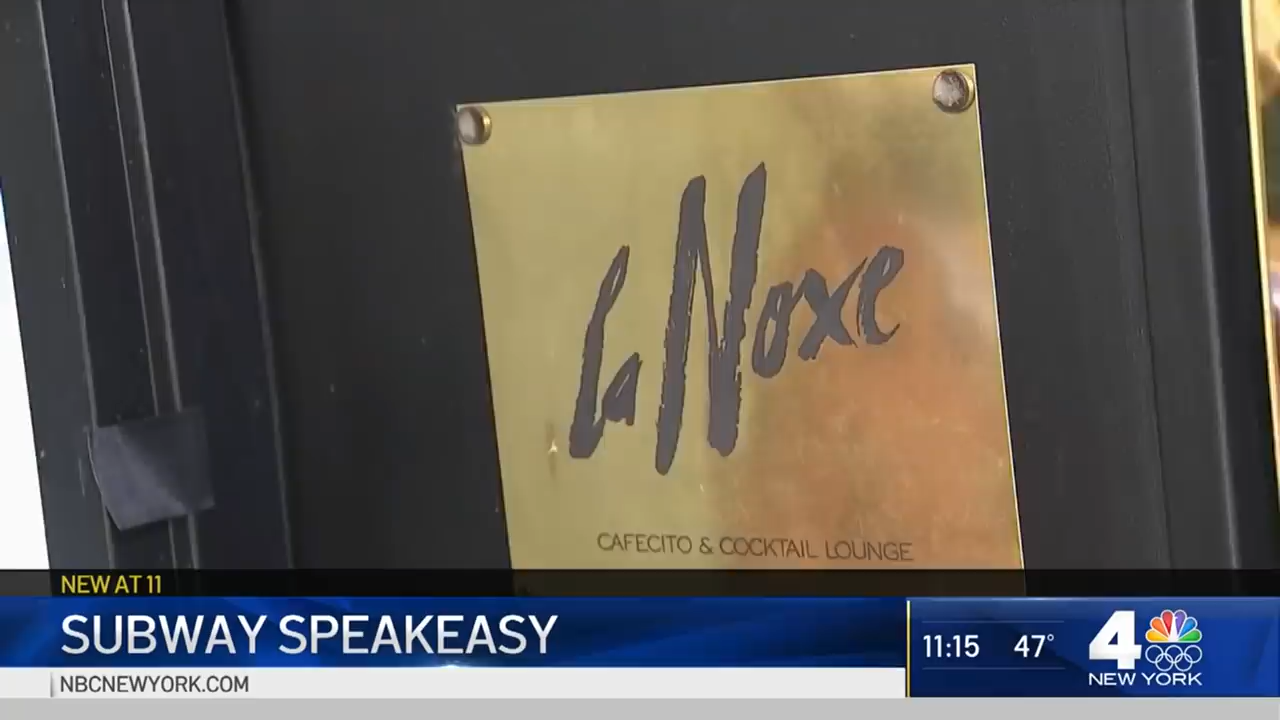 La Noxe
CAFECITO & COCKTAIL LOUNGE
NEW AT 11
SUBWAY SPEAKEASY
11:15 47°
4
NEW YORK
NBCNEWYORK.COM